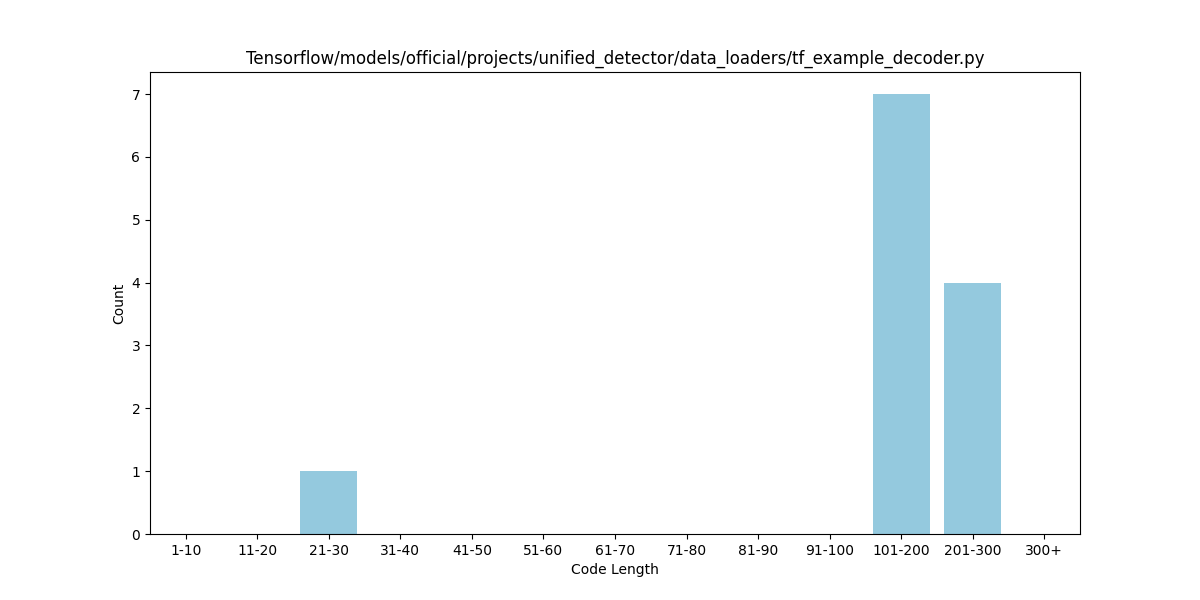 Tensorflow/models/official/projects/unified_detector/data_loaders/tf_example_decoder.py
7
6
5
4
3
2
1
0
Count
1-10 11-20 21-30 31-40 41-50 51-60 61-70 71-80 81-90 91-100 101-200 201-300 300+
Code Length